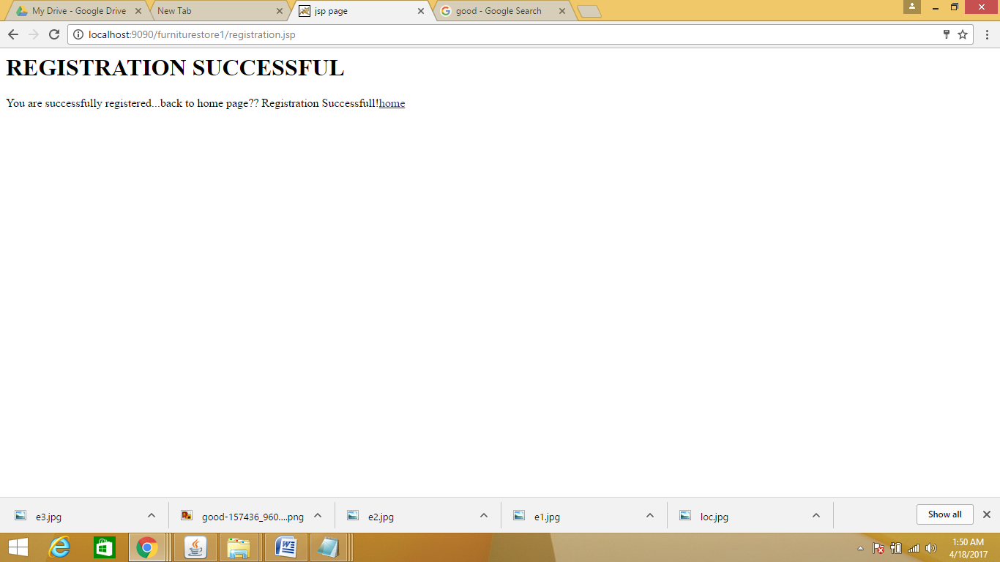 My Drive - Google Drive
New Tab
jsp page
good - Google Search
localhost:9090/furniturestore1/registration.jsp
REGISTRATION SUCCESSFUL
You are successfully registered...back to home page?? Registration Successfull!home
e3.jpg
good-157436_960....png
e2.jpg
e1.jpg
loc.jpg
Show all
1:50 AM
4/18/2017